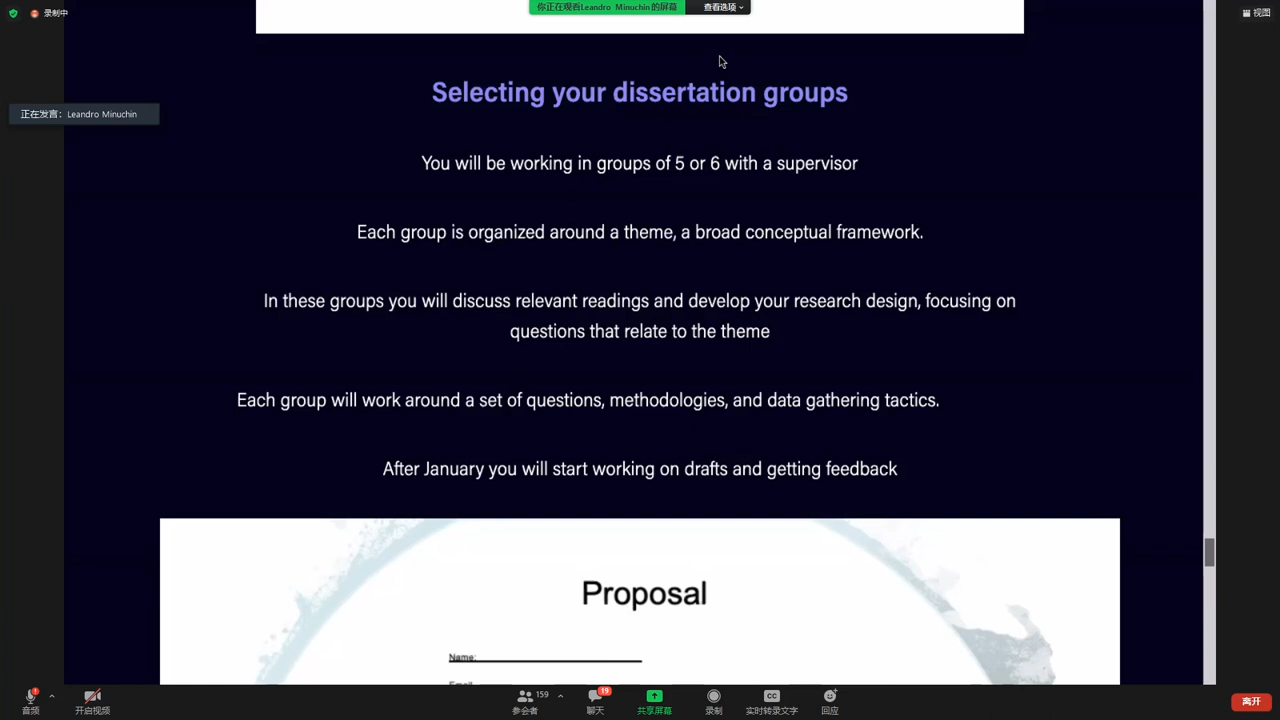 录制中
你正在观看Leandro Minuchin的屏幕
查看选项
视图
正在发言: Leandro Minuchin
Selecting your dissertation groups
You will be working in groups of 5 or 6 with a supervisor
Each group is organized around a theme, a broad conceptual framework.
In these groups you will discuss relevant readings and develop your research design, focusing on
questions that relate to the theme
Each group will work around a set of questions, methodologies, and data gathering tactics.
After January you will start working on drafts and getting feedback
Proposal
Name:
音频
开启视频
159
参会者
19
聊天
共享屏幕
录制
CC
实时转录文字
回应
离开